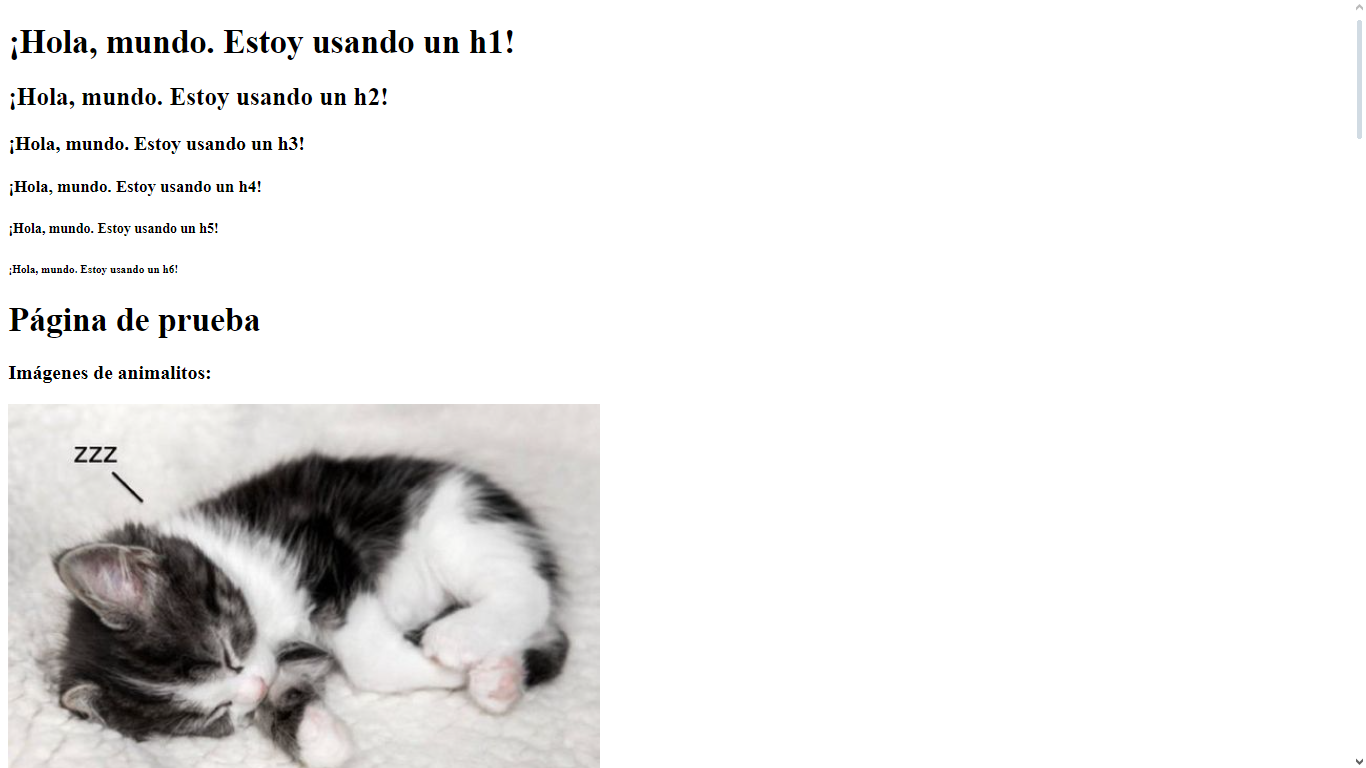 ¡Hola, mundo. Estoy usando un h1!
¡Hola, mundo. Estoy usando un h2!
¡Hola, mundo. Estoy usando un h3!
¡Hola, mundo. Estoy usando un h4!
¡Hola, mundo. Estoy usando un h5!
¡Hola, mundo. Estoy usando un h6!
Página de prueba
Imágenes de animalitos:
zzz